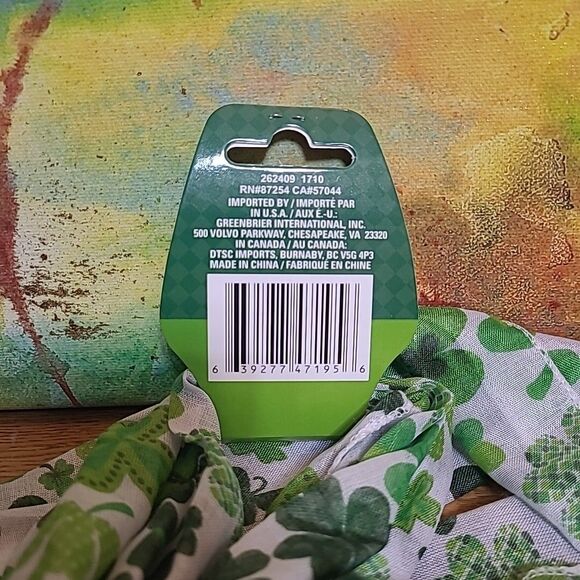 262409 1710
RN#87254 CA#57044
IMPORTED BY / IMPORTÉ PAR
IN U.S.A. / AUX É.-U.:
GREENBRIER INTERNATIONAL, INC.
500 VOLVO PARKWAY, CHESAPEAKE, VA 23320
IN CANADA / AU CANADA:
DTSC IMPORTS, BURNABY, BC V5G 4P3
MADE IN CHINA / FABRIQUÉ EN CHINE
6 39277 47195 6